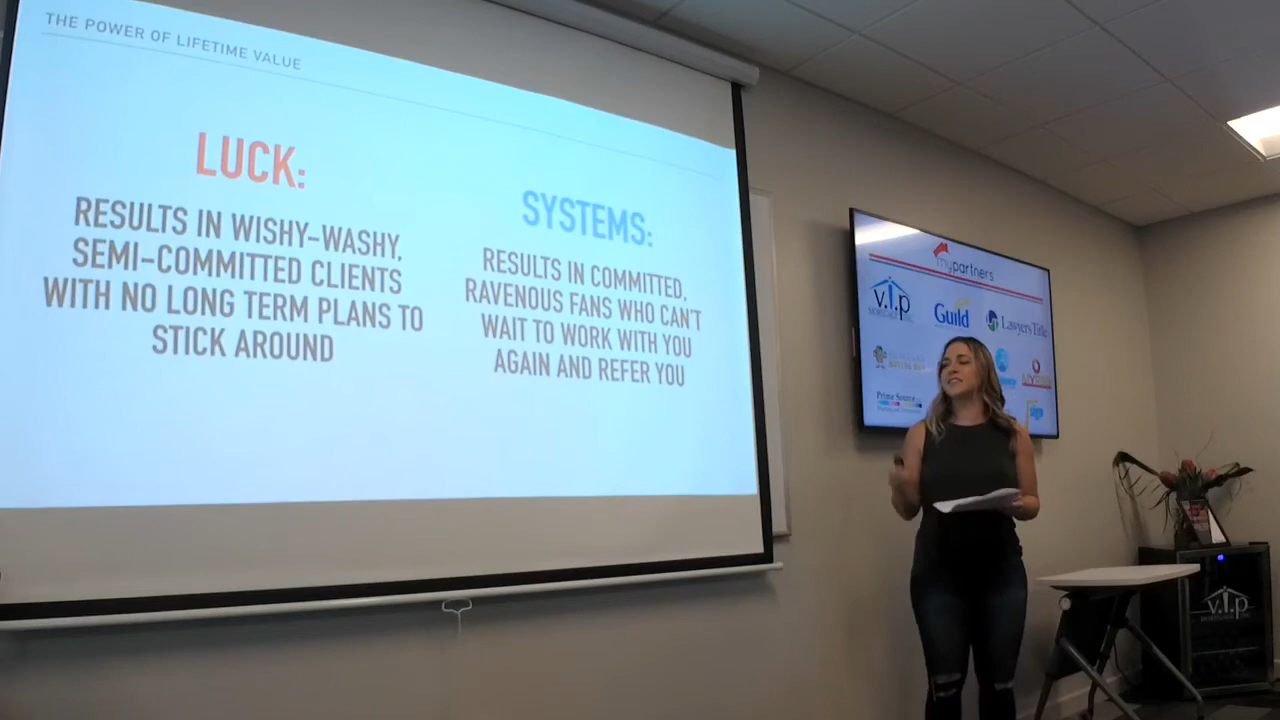 THE POWER OF LIFETIME VALUE
LUCK:
RESULTS IN WISHY-WASHY,
SEMI-COMMITTED CLIENTS
WITH NO LONG TERM PLANS TO
STICK AROUND
SYSTEMS:
RESULTS IN COMMITTED,
RAVENOUS FANS WHO CAN'T
WAIT TO WORK WITH YOU
AGAIN AND REFER YOU
mypartners
v.i.p
MORTGAGE
Guild
LawyersTitle
Prime Source
v.i.p
MORTGAGE